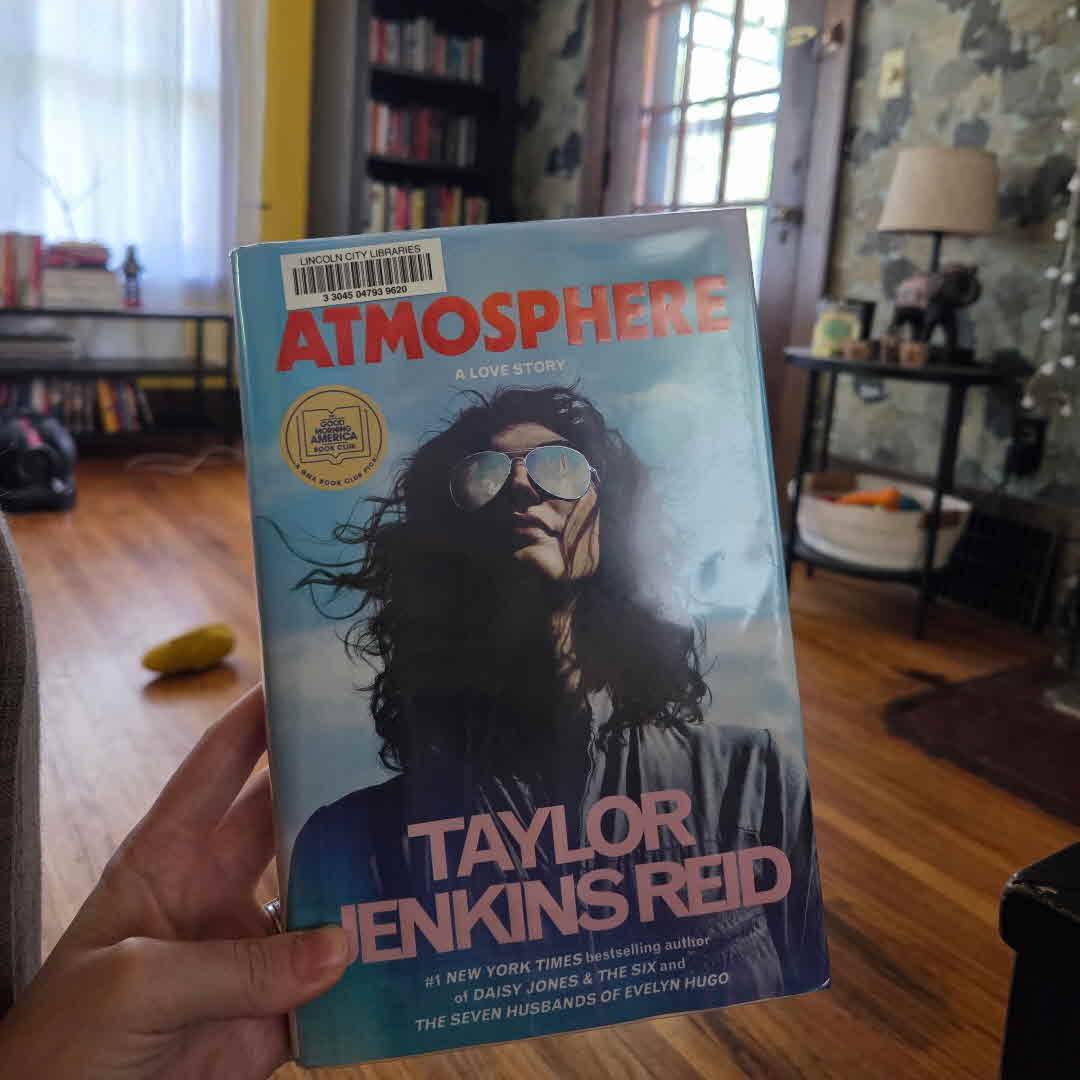 LINCOLN CITY LIBRARIES
3 3045 04793 9620
ATMOSPHERE
A LOVE STORY
GOOD
MORNING
AMERICA
BOOK CLUB
A GMA BOOK CLUB PICK
TAYLOR
JENKINS REID
#1 NEW YORK TIMES bestselling author
of DAISY JONES & THE SIX and
THE SEVEN HUSBANDS OF EVELYN HUGO